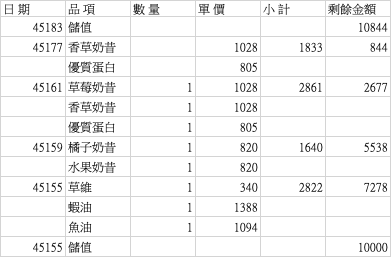 日期 品項 數量 單價 小計 剩餘金額
45183 儲值 10844
45177 香草奶昔 1028 1833 844
優質蛋白 805
45161 草莓奶昔 1 1028 2861 2677
香草奶昔 1 1028
優質蛋白 1 805
45159 橘子奶昔 1 820 1640 5538
水果奶昔 1 820
45155 草維 1 340 2822 7278
蝦油 1 1388
魚油 1 1094
45155 儲值 10000